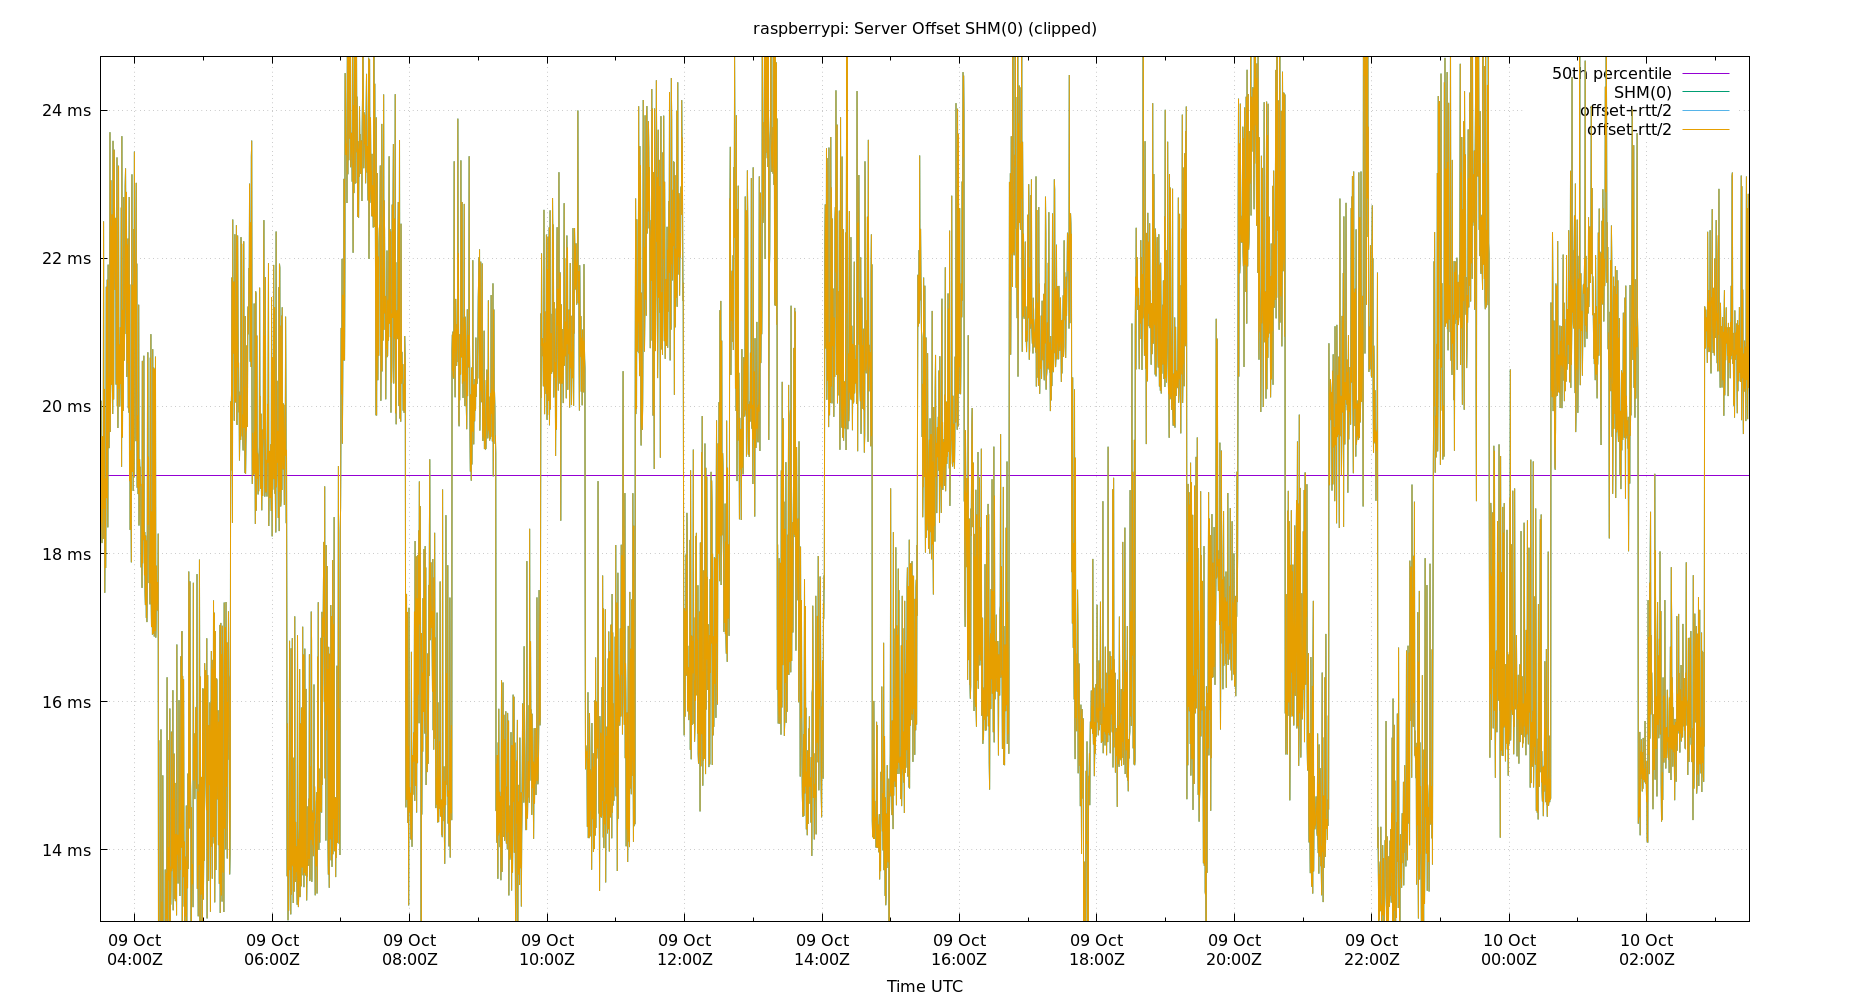 raspberrypi: Server Offset SHM(0) (clipped)
50th percentile
SHM(0)
offset+rtt/2
offset-rtt/2
24 ms
22 ms
20 ms
18 ms
16 ms
14 ms
09 Oct 09 Oct 09 Oct 09 Oct 09 Oct 09 Oct 09 Oct 09 Oct 09 Oct 09 Oct 10 Oct 10 Oct
04:00Z 06:00Z 08:00Z 10:00Z 12:00Z 14:00Z 16:00Z 18:00Z 20:00Z 22:00Z 00:00Z 02:00Z
Time UTC